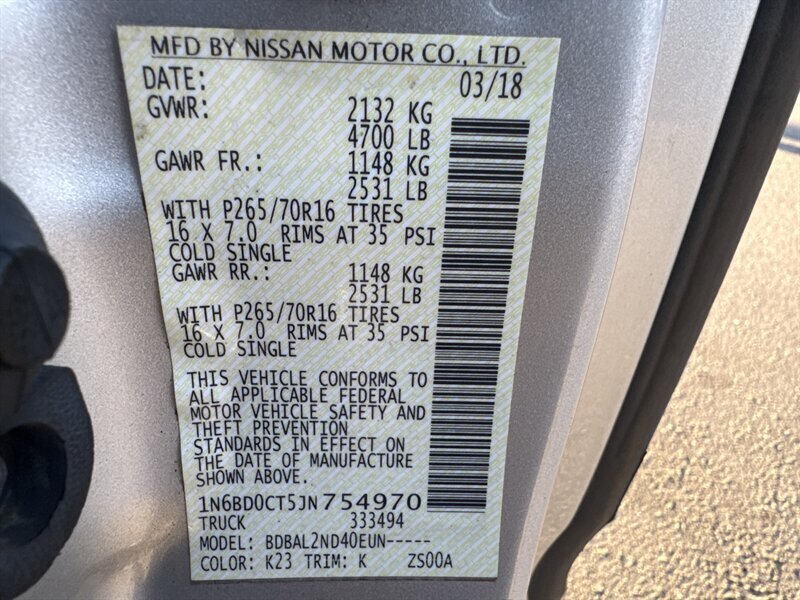 MFD BY NISSAN MOTOR CO., LTD.
DATE: 03/18
GVWR: 2132 KG
4700 LB
GAWR FR.: 1148 KG
2531 LB
WITH P265/70R16 TIRES
16 X 7.0 RIMS AT 35 PSI
COLD SINGLE
GAWR RR.: 1148 KG
2531 LB
WITH P265/70R16 TIRES
16 X 7.0 RIMS AT 35 PSI
COLD SINGLE
THIS VEHICLE CONFORMS TO
ALL APPLICABLE FEDERAL
MOTOR VEHICLE SAFETY AND
THEFT PREVENTION
STANDARDS IN EFFECT ON
THE DATE OF MANUFACTURE
SHOWN ABOVE.
1N6BD0CT5JN754970
TRUCK 333494
MODEL: BDBAL2ND40EUN-----
COLOR: K23 TRIM: K ZS00A